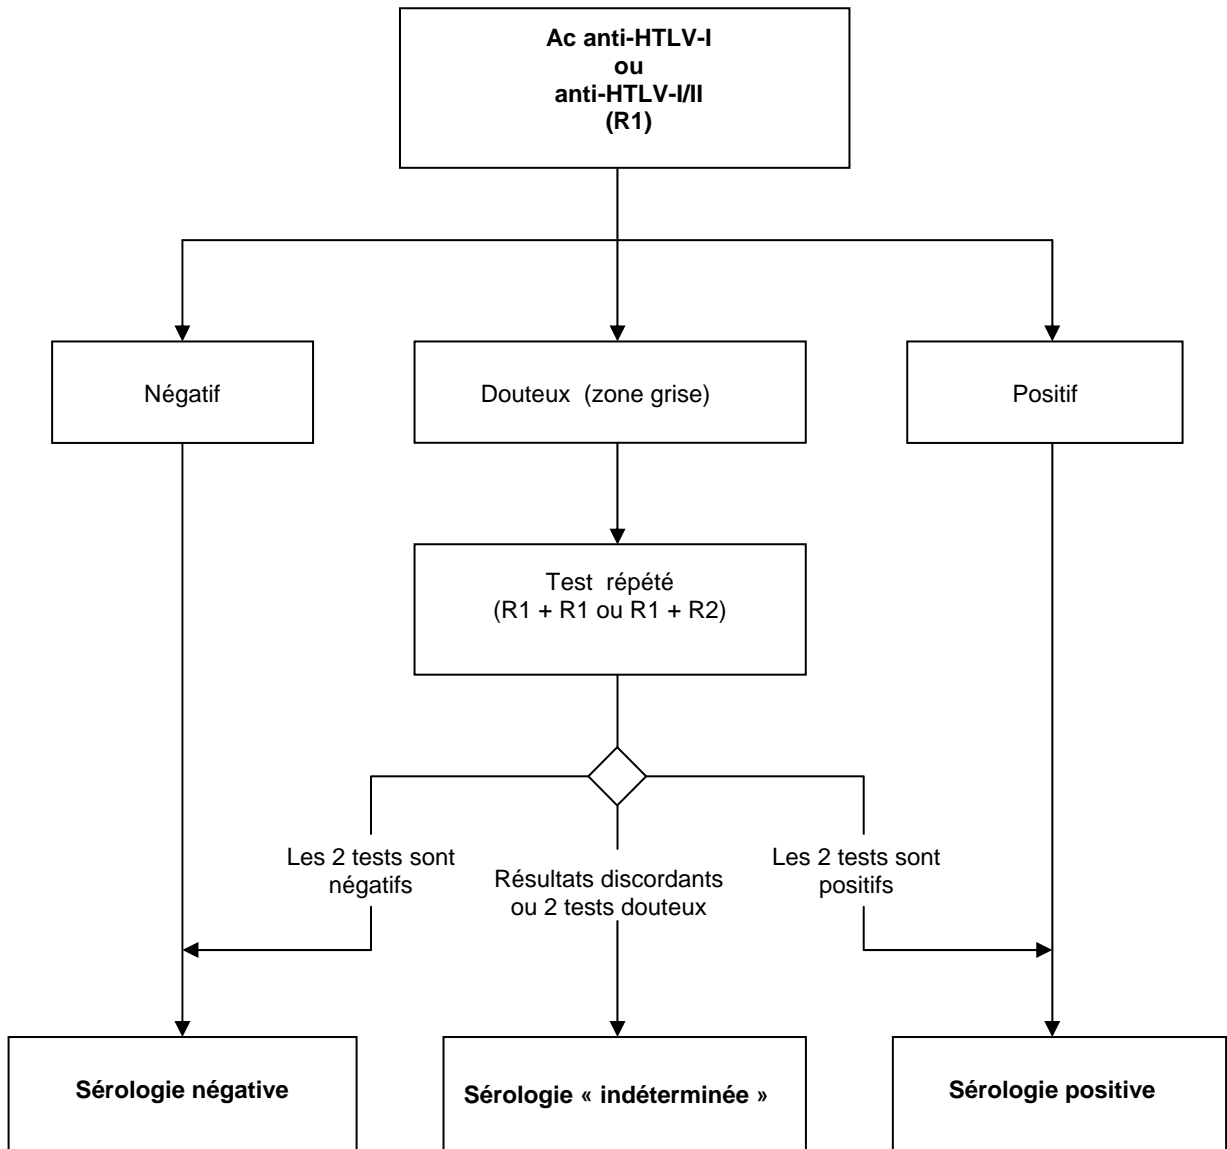 Ac anti-HTLV-I
ou
anti-HTLV-I/II
(R1)
Négatif
Douteux (zone grise)
Positif
Test répété
(R1 + R1 ou R1 + R2)
Les 2 tests sont
négatifs
Résultats discordants
ou 2 tests douteux
Les 2 tests sont
positifs
Sérologie négative
Sérologie « indéterminée »
Sérologie positive